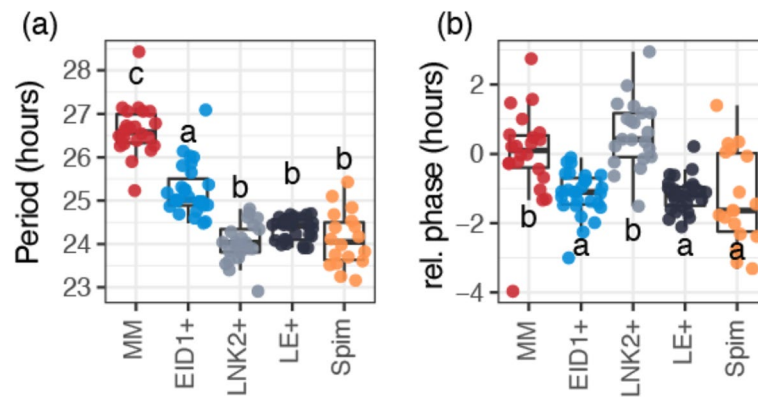 (a)
Period (hours)
28
27
26
25
24
23
c
a
b
b
b
MM
EID1+
LNK2+
LE+
Spim
(b)
rel. phase (hours)
2
0
−2
−4
b
a
b
a
a
MM
EID1+
LNK2+
LE+
Spim